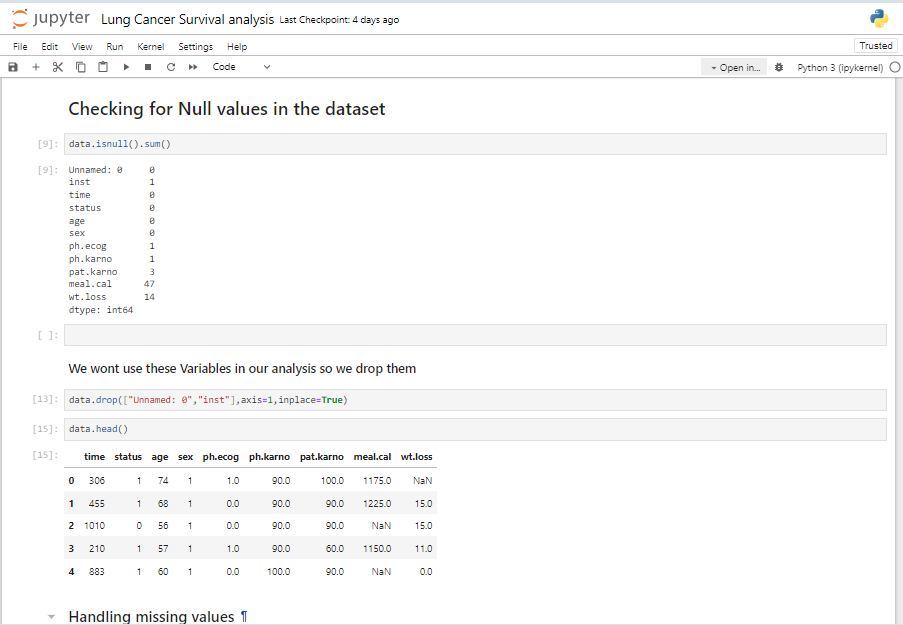 jupyter Lung Cancer Survival analysis Last Checkpoint: 4 days ago
File Edit View Run Kernel Settings Help Trusted
Code Open in... Python 3 (ipykernel)
Checking for Null values in the dataset
[9]: data.isnull().sum()
[9]: Unnamed: 0 0
inst 1
time 0
status 0
age 0
sex 0
ph.ecog 1
ph.karno 1
pat.karno 3
meal.cal 47
wt.loss 14
dtype: int64
[ ]:
We wont use these Variables in our analysis so we drop them
[13]: data.drop(["Unnamed: 0","inst"],axis=1,inplace=True)
[15]: data.head()
[15]: time status age sex ph.ecog ph.karno pat.karno meal.cal wt.loss
0 306 1 74 1 1.0 90.0 100.0 1175.0 NaN
1 455 1 68 1 0.0 90.0 90.0 1225.0 15.0
2 1010 0 56 1 0.0 90.0 90.0 NaN 15.0
3 210 1 57 1 1.0 90.0 60.0 1150.0 11.0
4 883 1 60 1 0.0 100.0 90.0 NaN 0.0
Handling missing values ¶